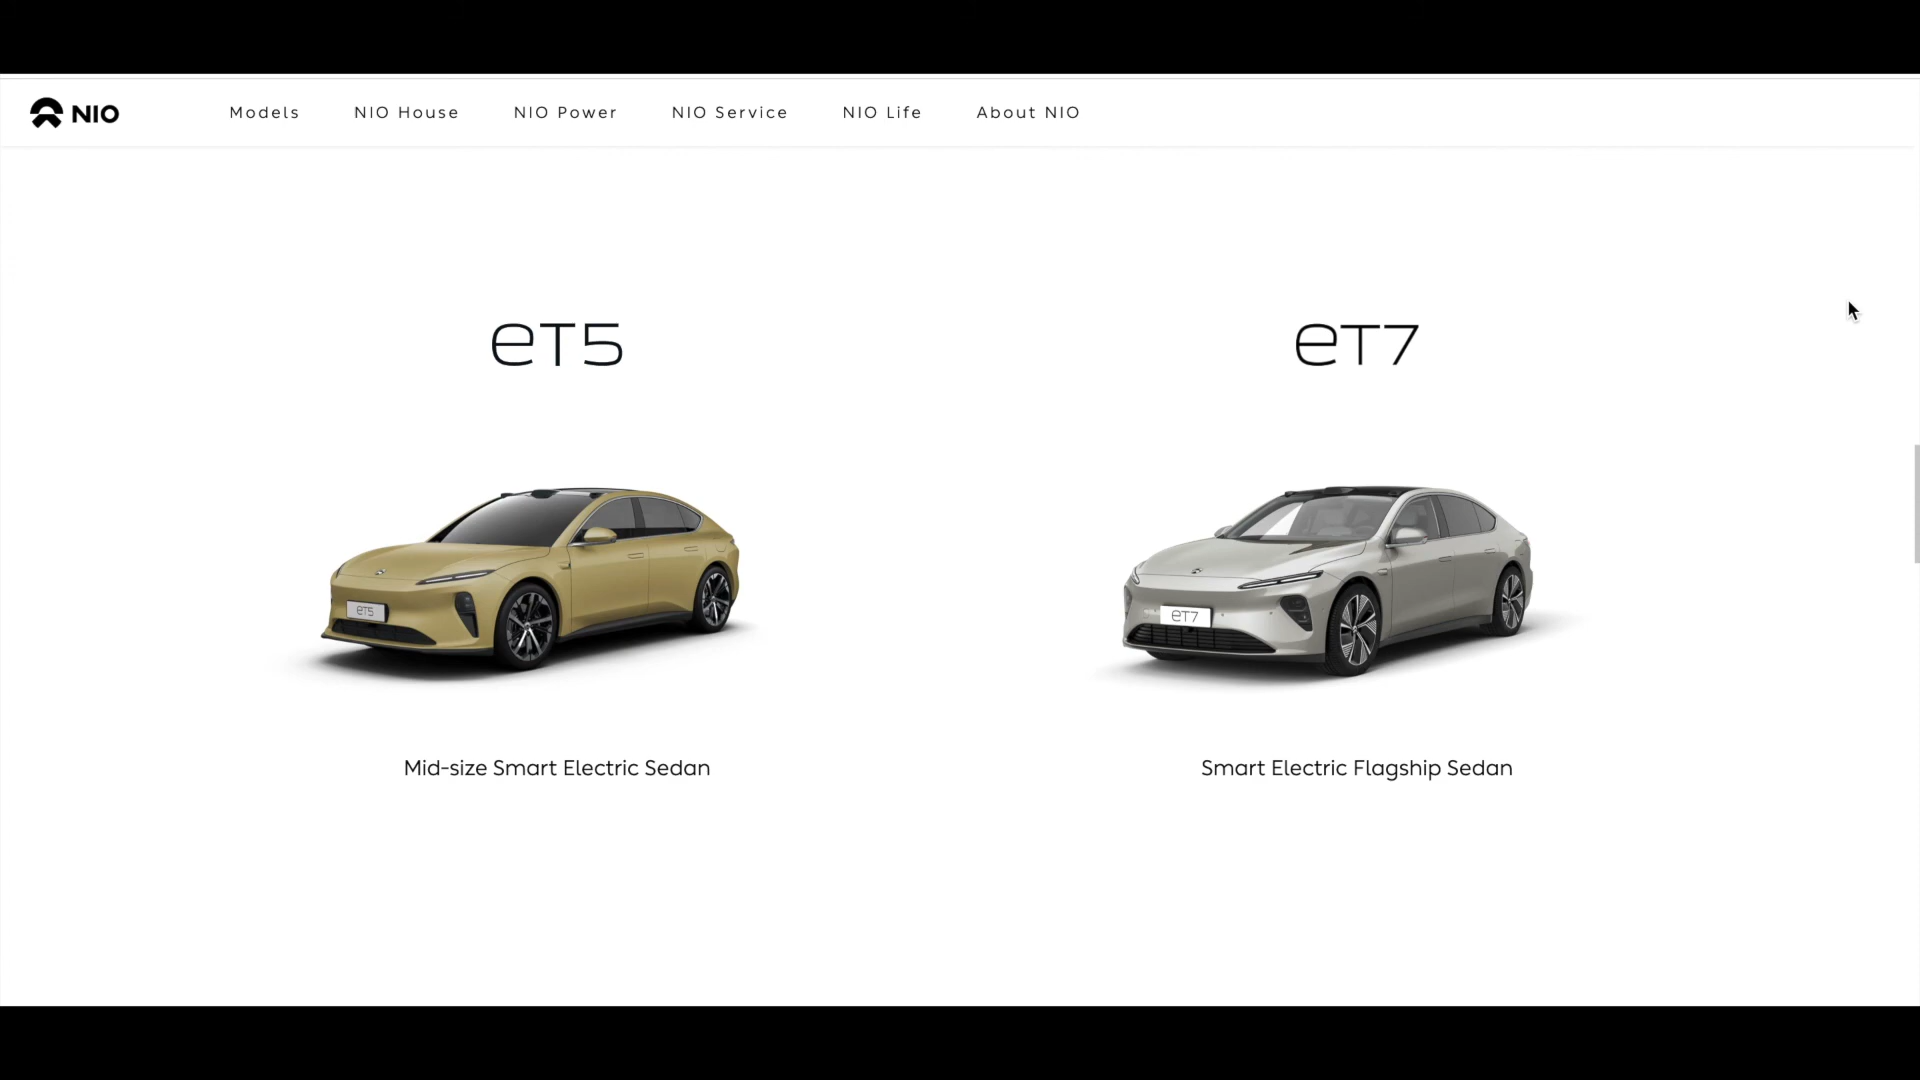 NIO
Models
NIO House
NIO Power
NIO Service
NIO Life
About NIO
eT5
eT7
eT5
eT7
Mid-size Smart Electric Sedan
Smart Electric Flagship Sedan